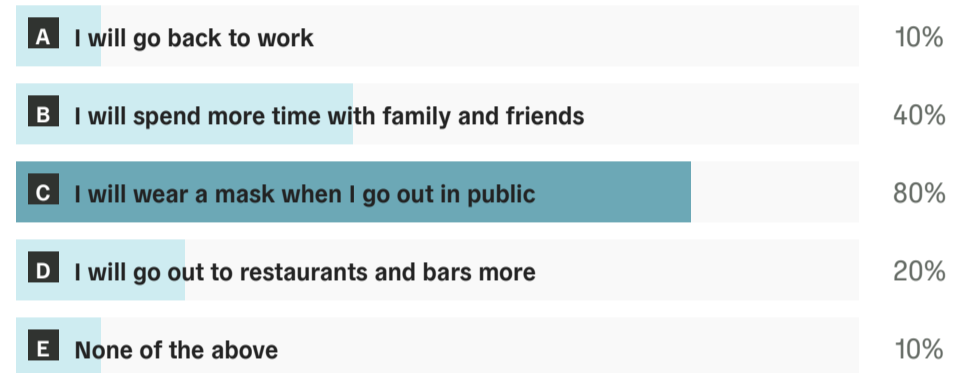 A I will go back to work 10%
B I will spend more time with family and friends 40%
C I will wear a mask when I go out in public 80%
D I will go out to restaurants and bars more 20%
E None of the above 10%